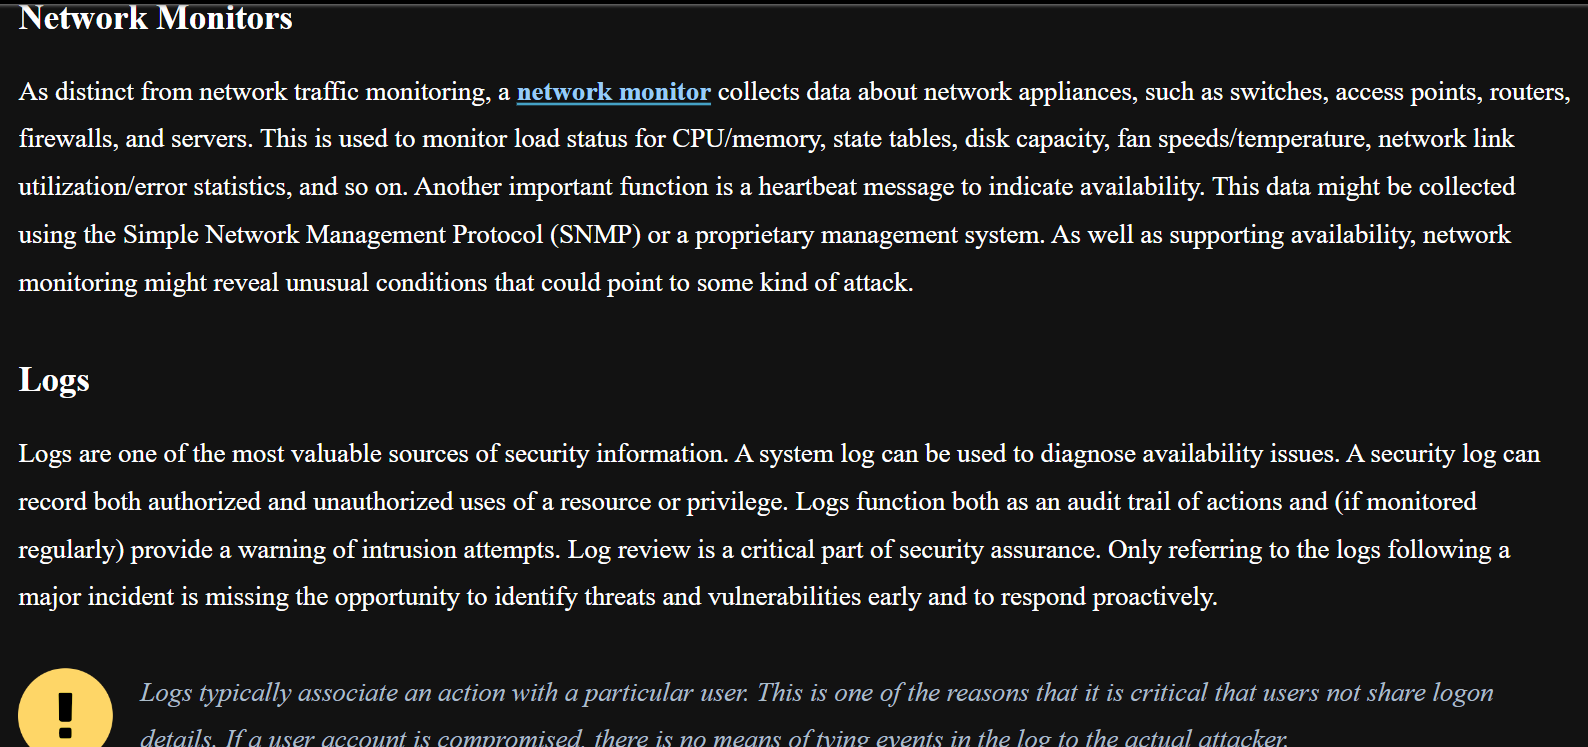 Network Monitors
As distinct from network traffic monitoring, a network monitor collects data about network appliances, such as switches, access points, routers,
firewalls, and servers. This is used to monitor load status for CPU/memory, state tables, disk capacity, fan speeds/temperature, network link
utilization/error statistics, and so on. Another important function is a heartbeat message to indicate availability. This data might be collected
using the Simple Network Management Protocol (SNMP) or a proprietary management system. As well as supporting availability, network
monitoring might reveal unusual conditions that could point to some kind of attack.
Logs
Logs are one of the most valuable sources of security information. A system log can be used to diagnose availability issues. A security log can
record both authorized and unauthorized uses of a resource or privilege. Logs function both as an audit trail of actions and (if monitored
regularly) provide a warning of intrusion attempts. Log review is a critical part of security assurance. Only referring to the logs following a
major incident is missing the opportunity to identify threats and vulnerabilities early and to respond proactively.
Logs typically associate an action with a particular user. This is one of the reasons that it is critical that users not share logon
details. If a user account is compromised, there is no means of tying events in the log to the actual attacker.